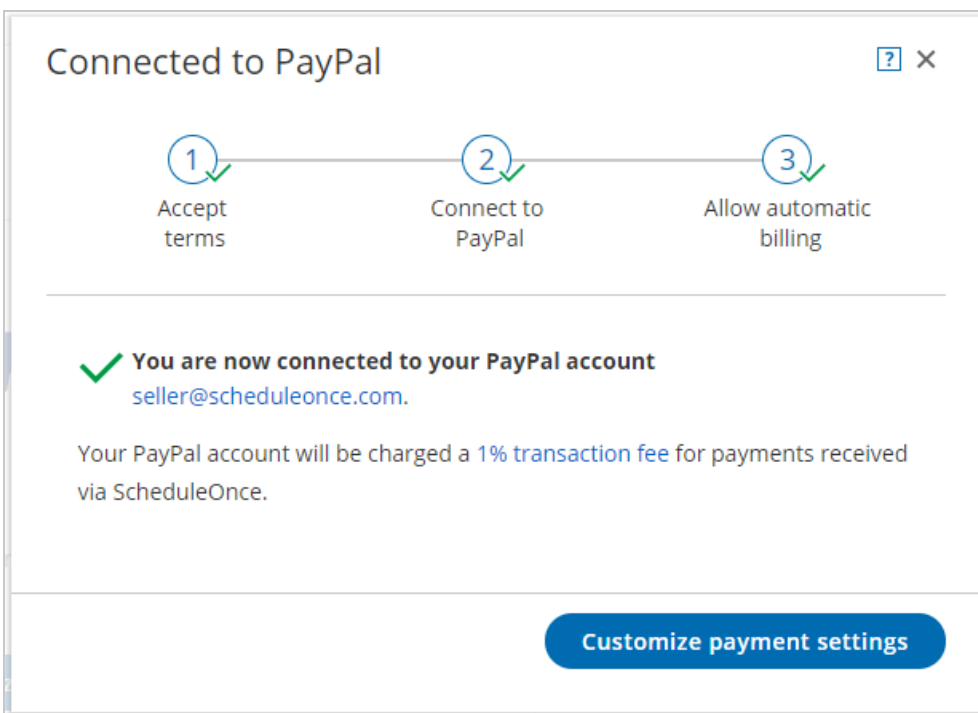 Connected to PayPal
?
1
2
3
Accept
terms
Connect to
PayPal
Allow automatic
billing
You are now connected to your PayPal account
seller@scheduleonce.com.
Your PayPal account will be charged a 1% transaction fee for payments received
via ScheduleOnce.
Customize payment settings